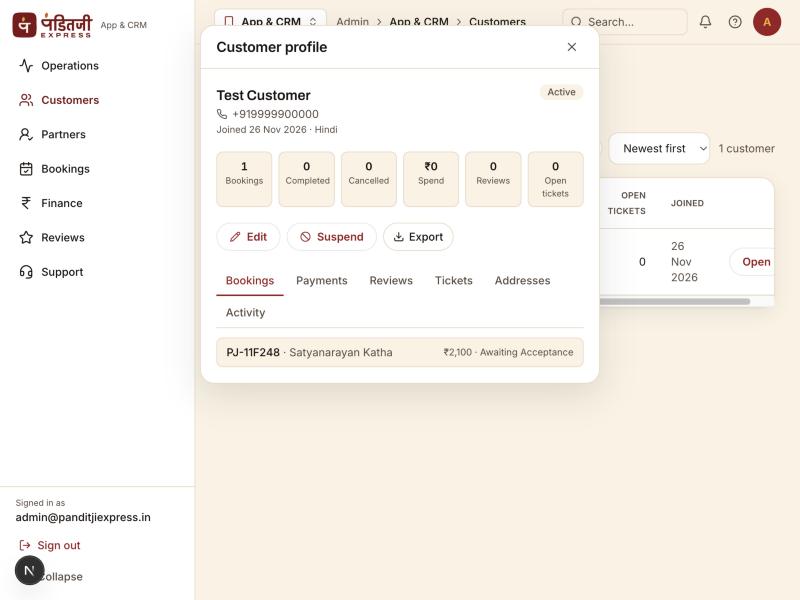 पंडितजी
EXPRESS
App & CRM
Operations
Customers
Partners
Bookings
Finance
Reviews
Support
Signed in as
admin@panditjiexpress.in
Sign out
Collapse
N
App & CRM
Admin > App & CRM > Customers
Search...
A
Customer profile
Test Customer
Active
+919999900000
Joined 26 Nov 2026 · Hindi
1
Bookings
0
Completed
0
Cancelled
₹0
Spend
0
Reviews
0
Open
tickets
Edit
Suspend
Export
Bookings
Payments
Reviews
Tickets
Addresses
Activity
PJ-11F248 · Satyanarayan Katha
₹2,100 · Awaiting Acceptance
Newest first
1 customer
OPEN
TICKETS
JOINED
0
26
Nov
2026
Open